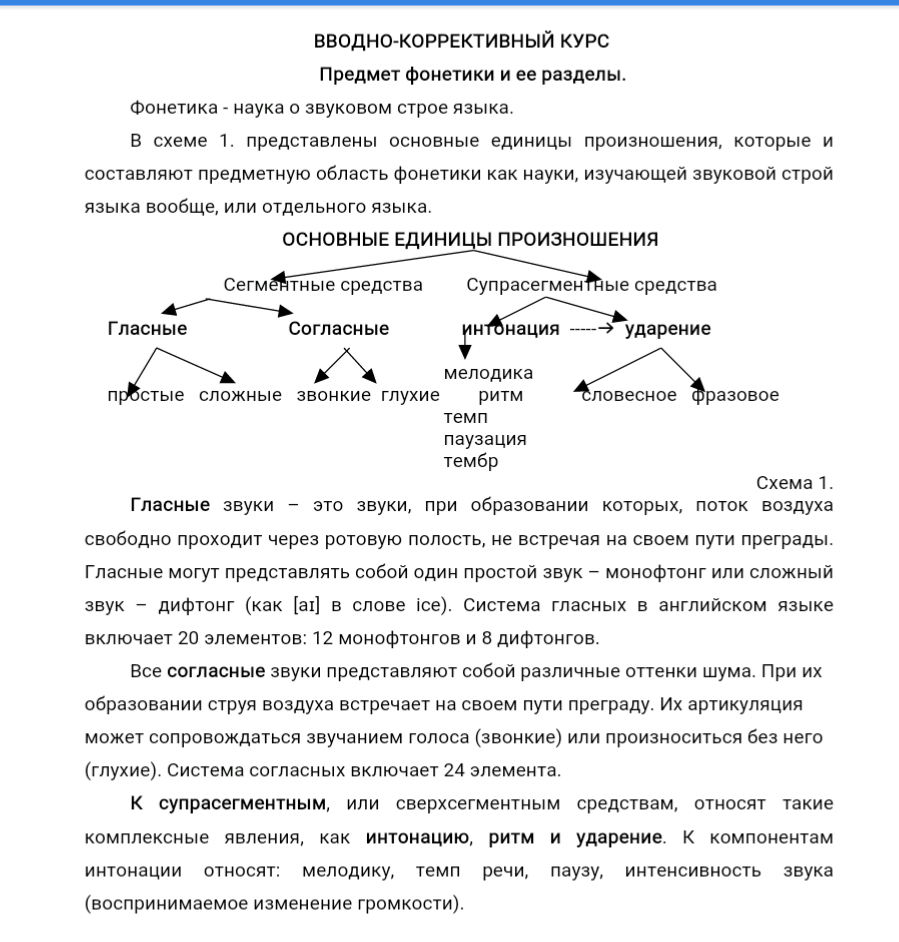 ВВОДНО-КОРРЕКТИВНЫЙ КУРС
Предмет фонетики и ее разделы.
Фонетика - наука о звуковом строе языка.
В схеме 1. представлены основные единицы произношения, которые и
составляют предметную область фонетики как науки, изучающей звуковой строй
языка вообще, или отдельного языка.
ОСНОВНЫЕ ЕДИНИЦЫ ПРОИЗНОШЕНИЯ
Сегментные средства Супрасегментные средства
Гласные Согласные интонация -----→ ударение
мелодика
простые сложные звонкие глухие ритм словесное фразовое
темп
паузация
тембр
Схема 1.
Гласные звуки – это звуки, при образовании которых, поток воздуха
свободно проходит через ротовую полость, не встречая на своем пути преграды.
Гласные могут представлять собой один простой звук – монофтонг или сложный
звук – дифтонг (как [aɪ] в слове ice). Система гласных в английском языке
включает 20 элементов: 12 монофтонгов и 8 дифтонгов.
Все согласные звуки представляют собой различные оттенки шума. При их
образовании струя воздуха встречает на своем пути преграду. Их артикуляция
может сопровождаться звучанием голоса (звонкие) или произноситься без него
(глухие). Система согласных включает 24 элемента.
К супрасегментным, или сверхсегментным средствам, относят такие
комплексные явления, как интонацию, ритм и ударение. К компонентам
интонации относят: мелодику, темп речи, паузу, интенсивность звука
(воспринимаемое изменение громкости).